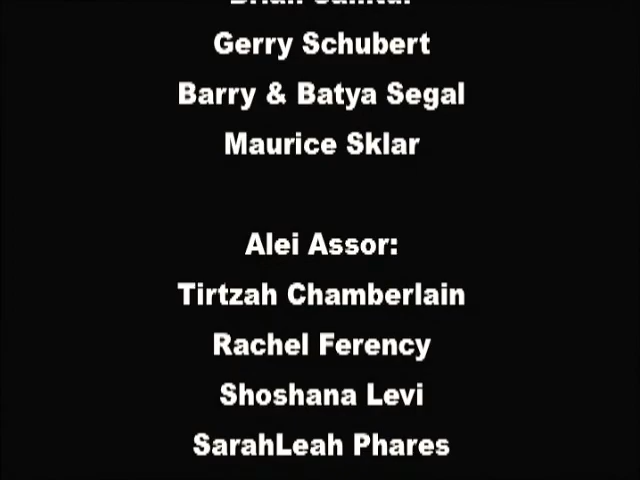 Gerry Schubert
Barry & Batya Segal
Maurice Sklar
Alei Assor:
Tirtzah Chamberlain
Rachel Ferency
Shoshana Levi
SarahLeah Phares